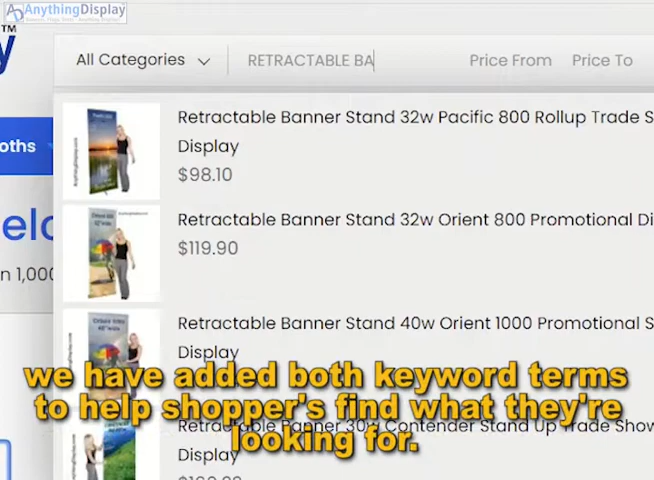 AnythingDisplay
TM
y
All Categories
RETRACTABLE BA
Price From
Price To
Retractable Banner Stand 32w Pacific 800 Rollup Trade S
Display
$98.10
oths
Retractable Banner Stand 32w Orient 800 Promotional Di
$119.90
elc
n 1,000
Retractable Banner Stand 40w Orient 1000 Promotional S
Display
we have added both keyword terms
to help shopper's find what they're
looking for.
Retractable Banner 30w Contender Stand Up Trade Show
Display